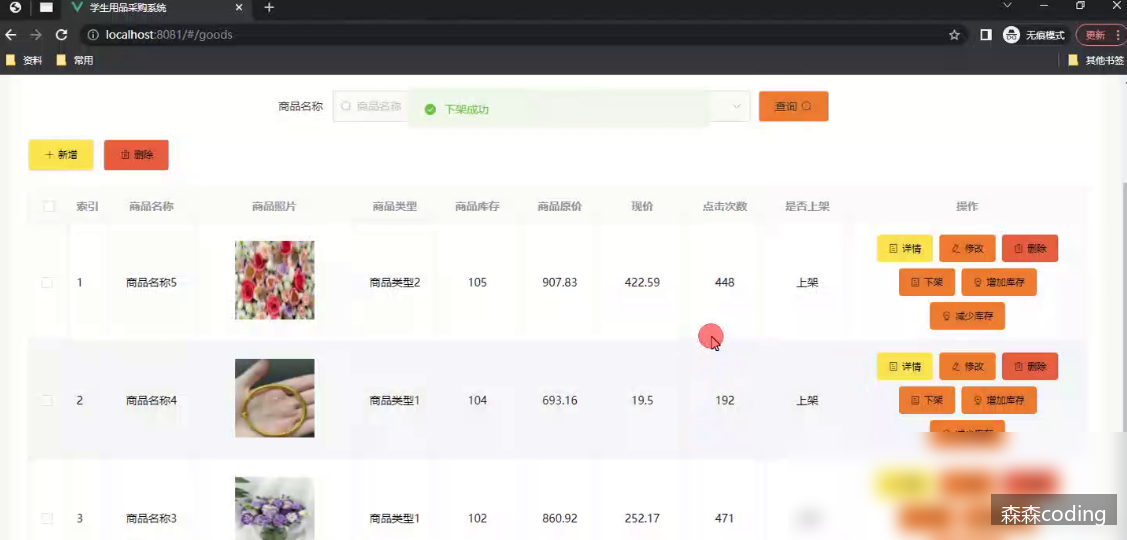 学生用品采购系统
localhost:8081/#/goods
无痕模式
更新
资料 常用 其他书签
商品名称 商品名称 查询
下架成功
新增 删除
索引 商品名称 商品照片 商品类型 商品库存 商品原价 现价 点击次数 是否上架 操作
1 商品名称5 商品类型2 105 907.83 422.59 448 上架
详情 修改 删除
下架 增加库存
减少库存
2 商品名称4 商品类型1 104 693.16 19.5 192 上架
详情 修改 删除
下架 增加库存
3 商品名称3 商品类型1 102 860.92 252.17 471
森森coding